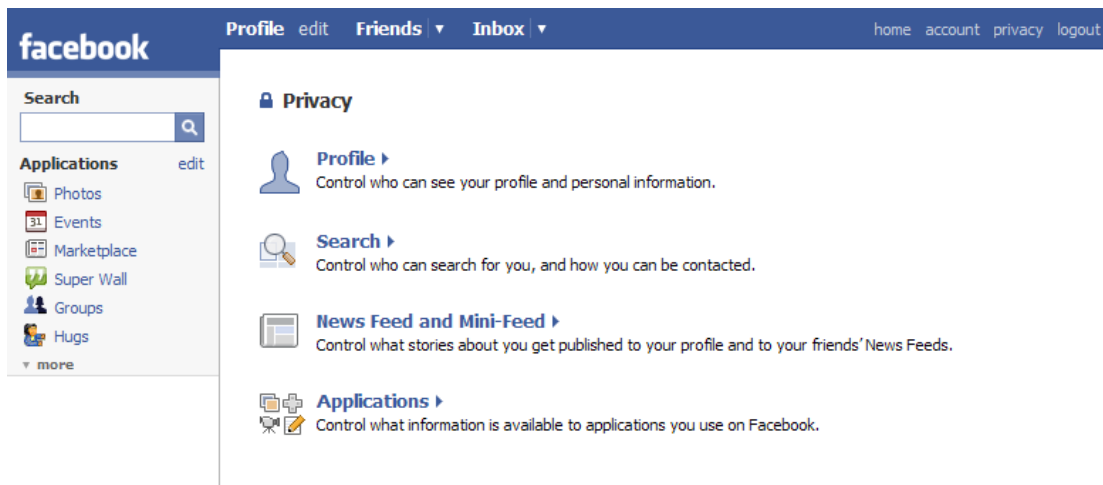 facebook
Profile edit Friends ▼ Inbox ▼
home account privacy logout
Search
Applications edit
Photos
31 Events
Marketplace
Super Wall
Groups
Hugs
▼ more
Privacy
Profile
Control who can see your profile and personal information.
Search
Control who can search for you, and how you can be contacted.
News Feed and Mini-Feed
Control what stories about you get published to your profile and to your friends' News Feeds.
Applications
Control what information is available to applications you use on Facebook.